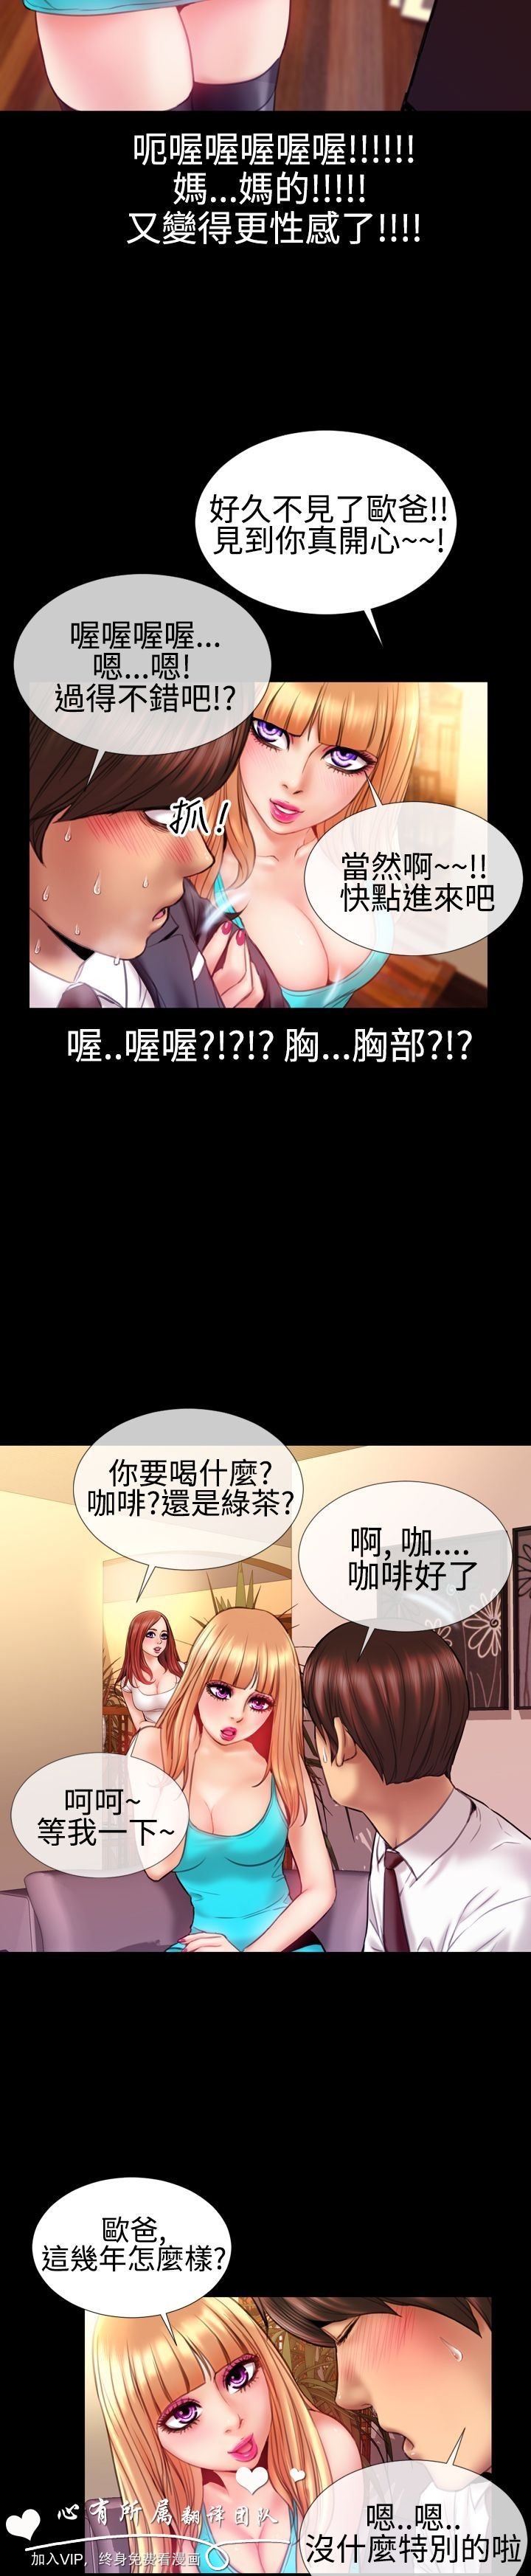 呃喔喔喔喔喔!!!!!!
媽...媽的!!!!!
又變得更性感了!!!!
好久不見了歐爸!!
見到你真開心~~!
喔喔喔喔...
嗯...嗯!
過得不錯吧!?
抓!
當然啊~~!!
快點進來吧
喔..喔喔?!?!? 胸...胸部?!?
你要喝什麼?
咖啡?還是綠茶?
啊, 咖....
咖啡好了
呵呵~
等我一下~
歐爸,
這幾年怎麼樣?
嗯..嗯..
沒什麼特別的啦
心有所属翻译团队
加入VIP, 终身免费看漫画